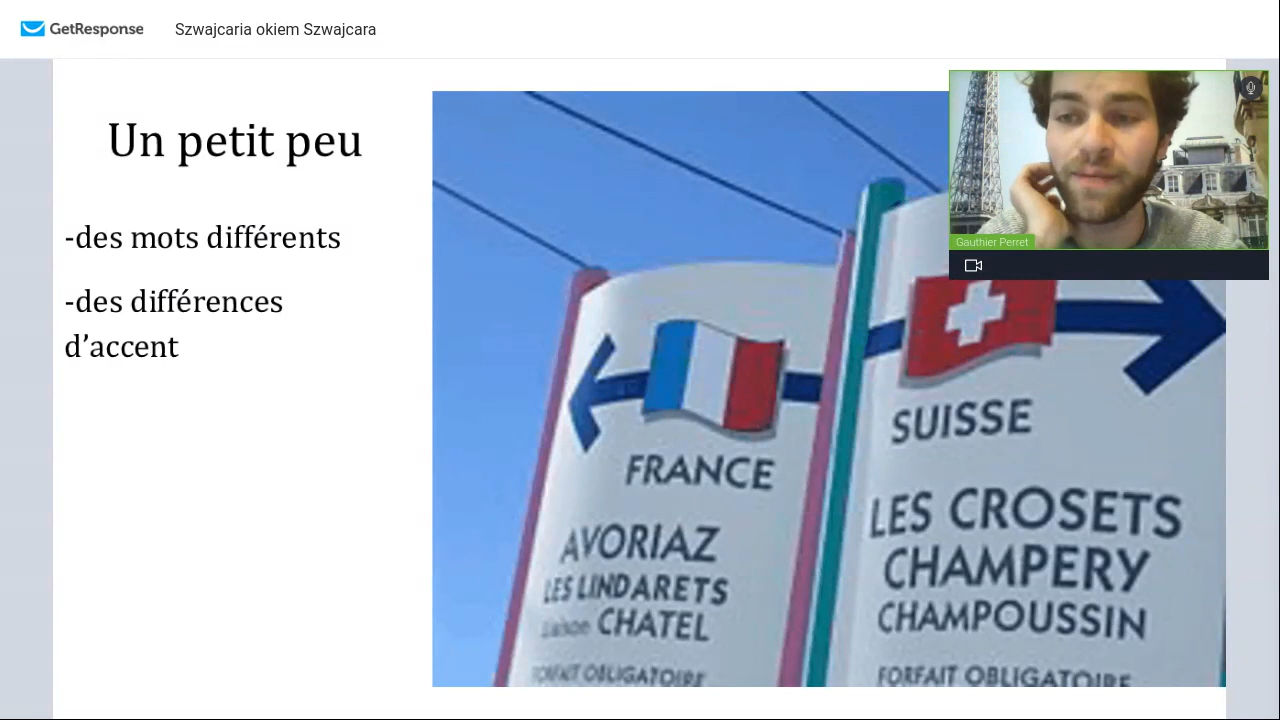 GetResponse
Szwajcaria okiem Szwajcara
Un petit peu
-des mots différents
-des différences
d’accent
Gauthier Perret
FRANCE
AVORIAZ
LES LINDARETS
Liaison CHATEL
FORFAIT OBLIGATOIRE
SUISSE
LES CROSETS
CHAMPERY
CHAMPOUSSIN
FORFAIT OBLIGATOIRE